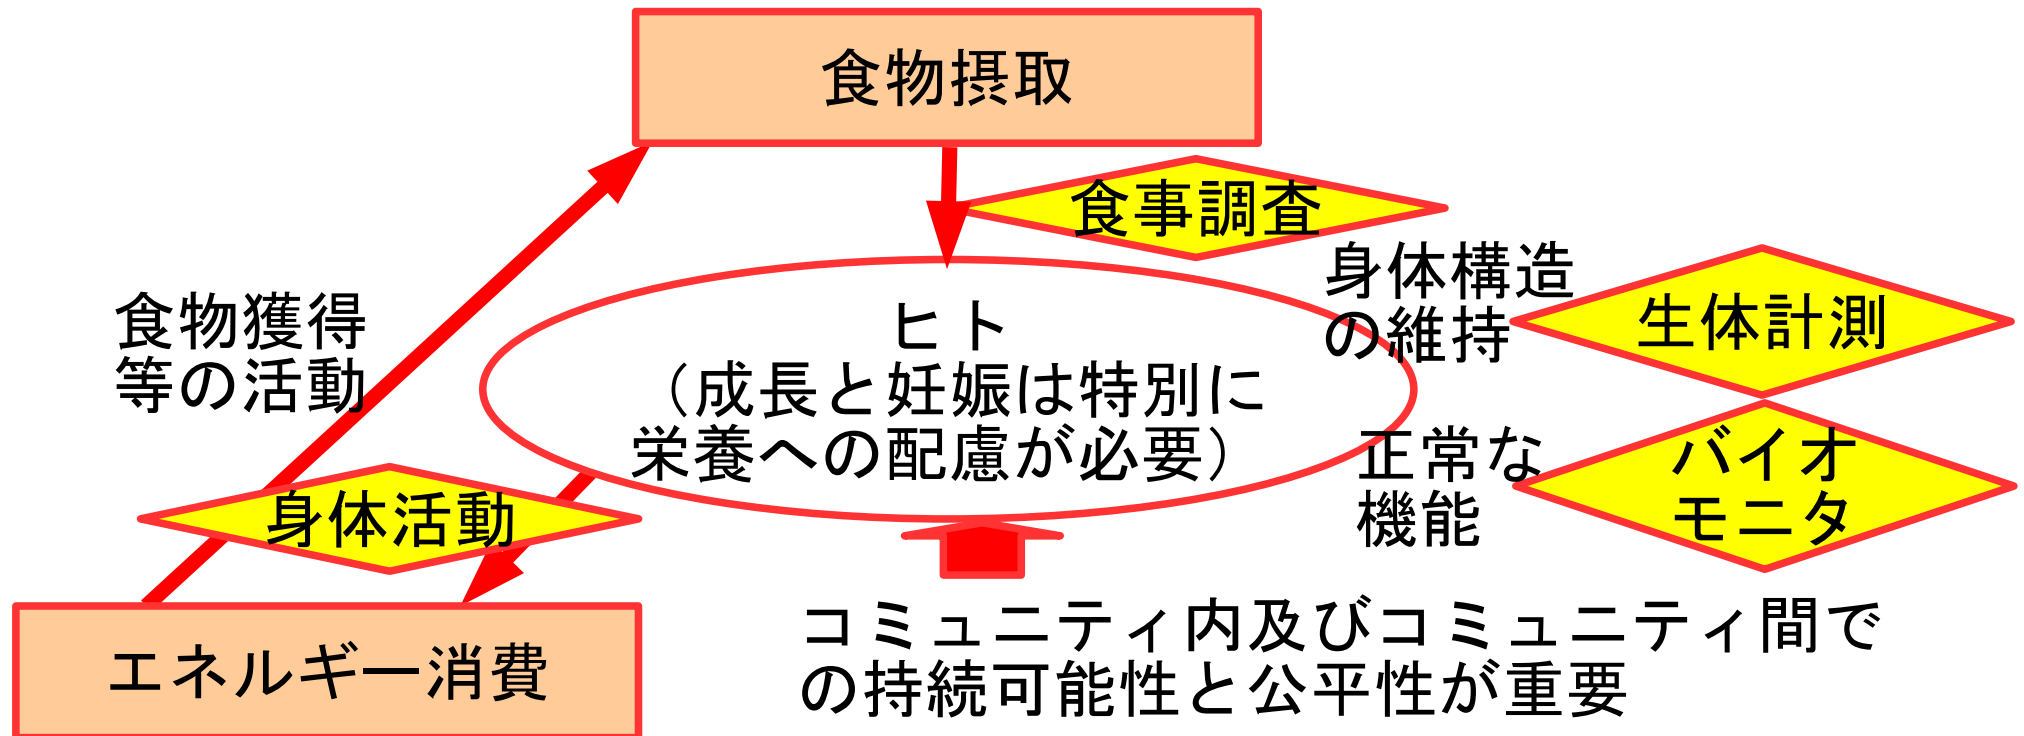 食物摂取
食事調査
身体構造
の維持
生体計測
食物獲得
等の活動
ヒト
（成長と妊娠は特別に
栄養への配慮が必要）
正常な
機能
バイオ
モニタ
身体活動
エネルギー消費
コミュニティ内及びコミュニティ間で
の持続可能性と公平性が重要